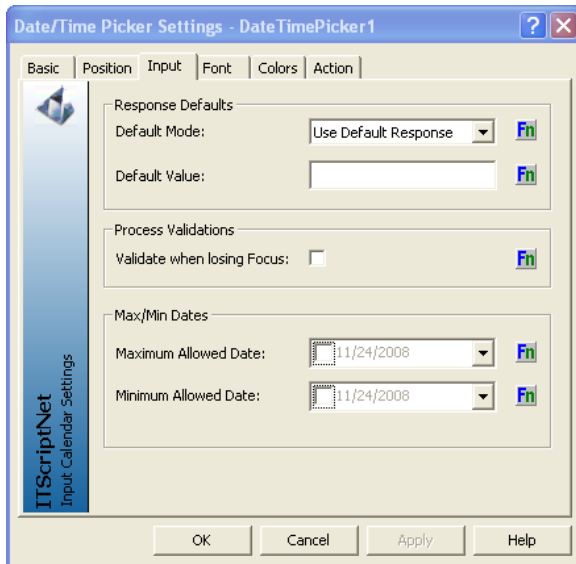 Date/Time Picker Settings - DateTimePicker1
Basic Position Input Font Colors Action
Response Defaults
Default Mode: Use Default Response Fn
Default Value: Fn
Process Validations
Validate when losing Focus: Fn
Max/Min Dates
Maximum Allowed Date: 11/24/2008 Fn
Minimum Allowed Date: 11/24/2008 Fn
ITScriptNet
Input Calendar Settings
OK Cancel Apply Help